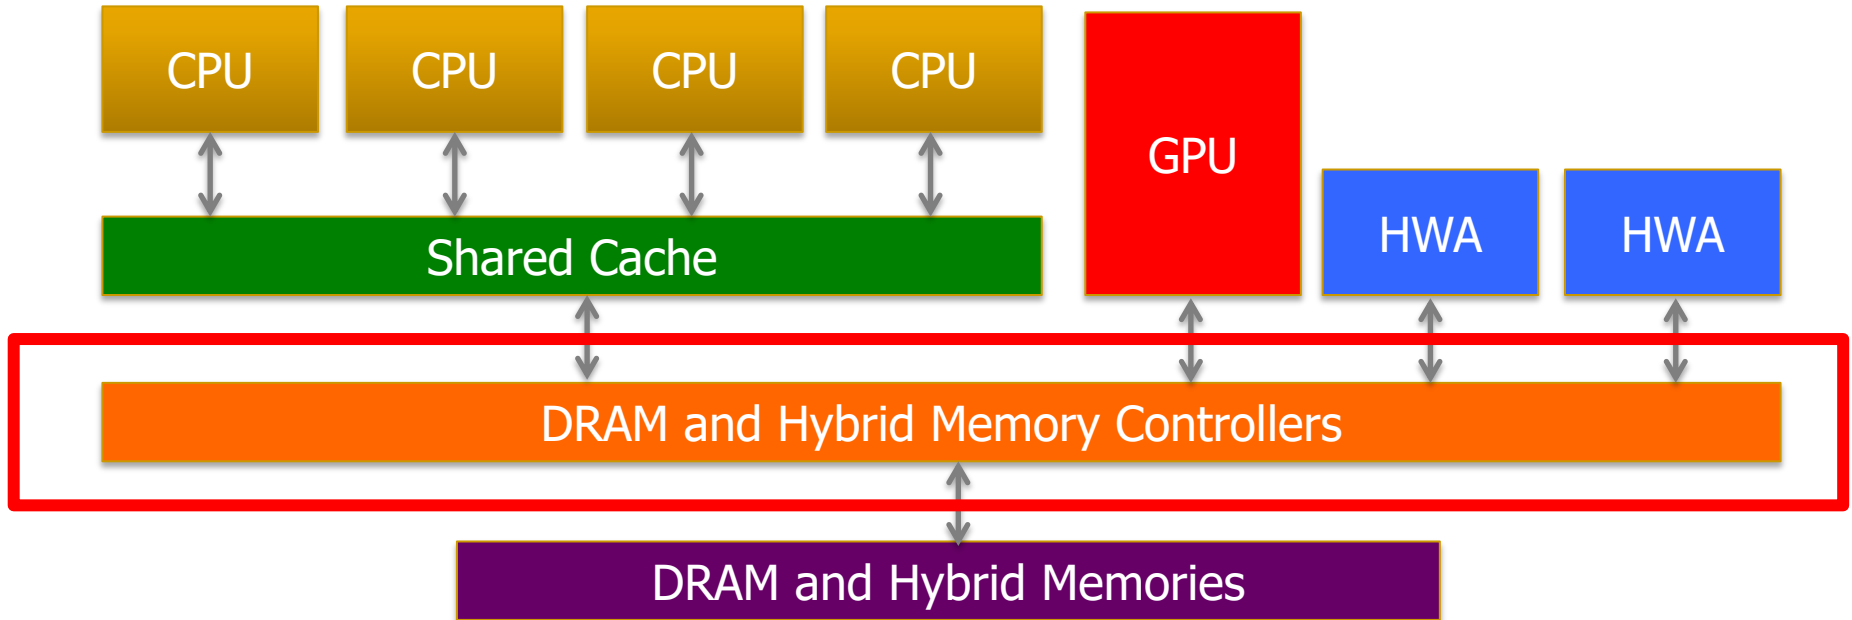 CPU
CPU
CPU
CPU
GPU
HWA
HWA
Shared Cache
DRAM and Hybrid Memory Controllers
DRAM and Hybrid Memories